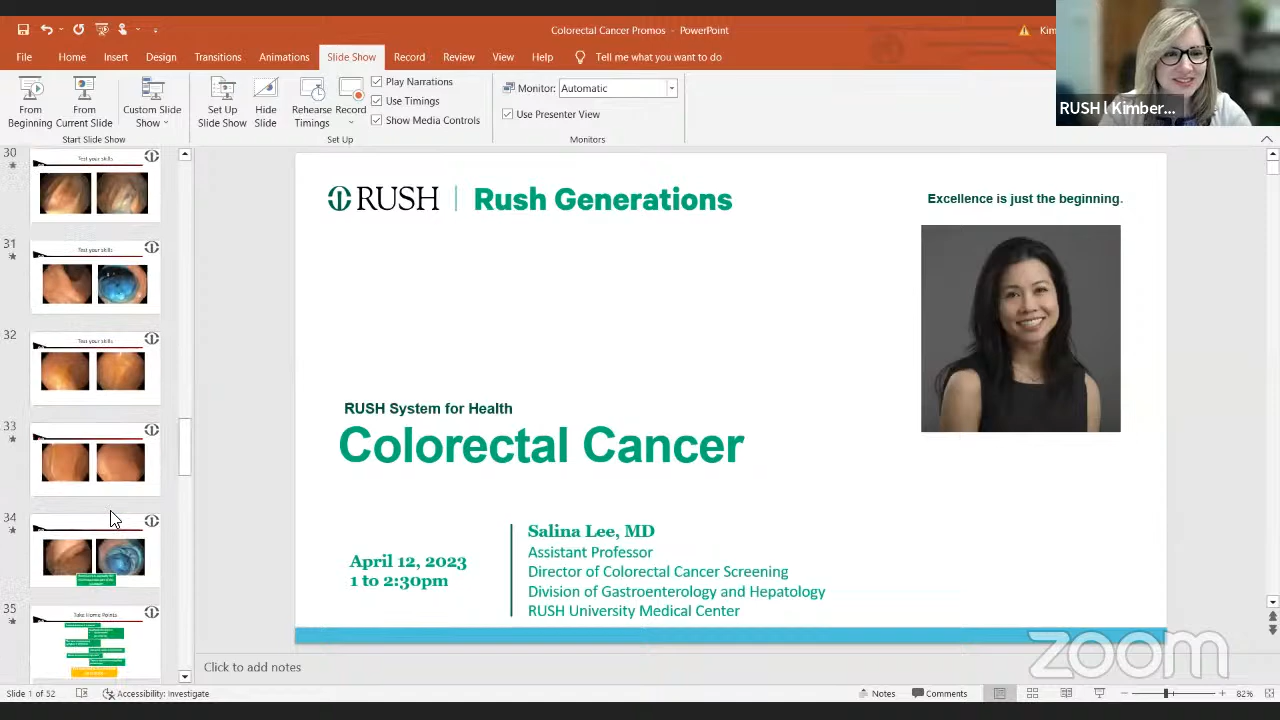 Colorectal Cancer Promos - PowerPoint
Kim
File Home Insert Design Transitions Animations Slide Show Record Review View Help Tell me what you want to do
From Beginning
From Current Slide
Custom Slide Show
Start Slide Show
Set Up Slide Show
Hide Slide
Rehearse Timings
Record
Play Narrations
Use Timings
Show Media Controls
Set Up
Monitor: Automatic
Use Presenter View
Monitors
RUSH l Kimber...
30
Test your skills
31
Test your skills
32
Test your skills
33
34
35
Take Home Points
RUSH | Rush Generations
Excellence is just the beginning.
RUSH System for Health
Colorectal Cancer
April 12, 2023
1 to 2:30pm
Salina Lee, MD
Assistant Professor
Director of Colorectal Cancer Screening
Division of Gastroenterology and Hepatology
RUSH University Medical Center
zoom
Click to add notes
Slide 1 of 52 Accessibility: Investigate Notes Comments 82%